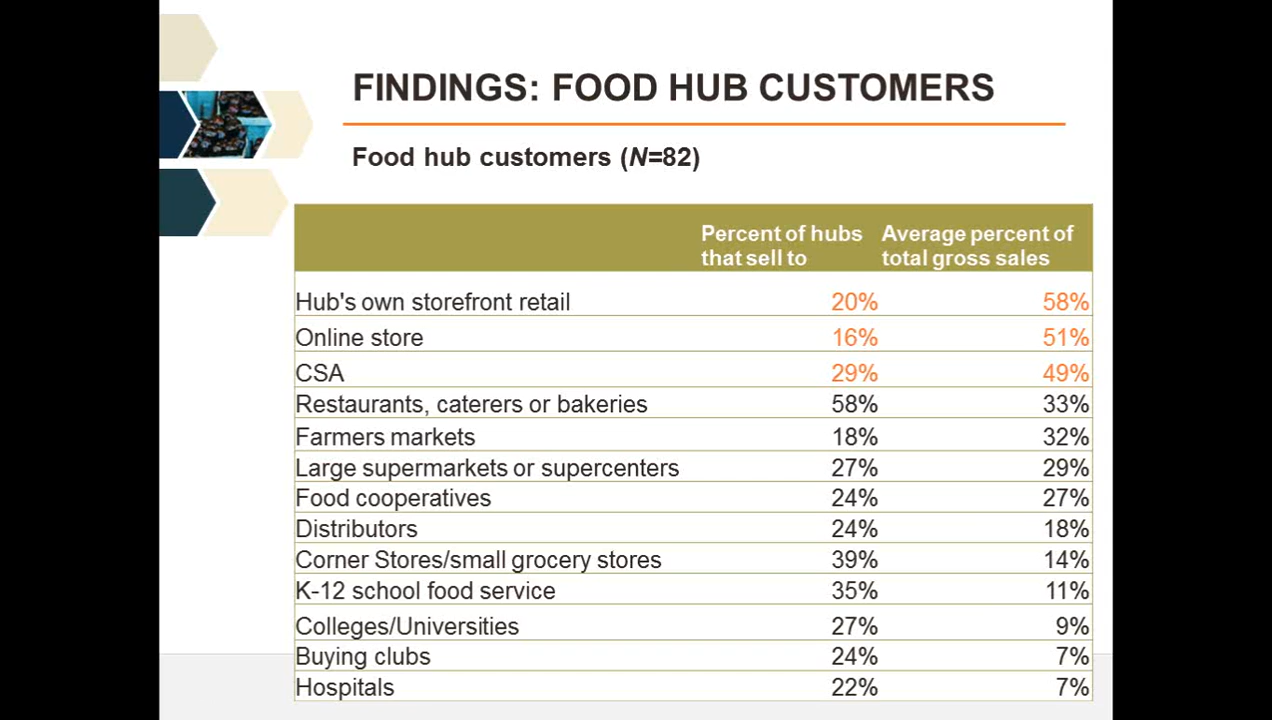 FINDINGS: FOOD HUB CUSTOMERS
Food hub customers (N=82)
Percent of hubs that sell to Average percent of total gross sales
Hub's own storefront retail 20% 58%
Online store 16% 51%
CSA 29% 49%
Restaurants, caterers or bakeries 58% 33%
Farmers markets 18% 32%
Large supermarkets or supercenters 27% 29%
Food cooperatives 24% 27%
Distributors 24% 18%
Corner Stores/small grocery stores 39% 14%
K-12 school food service 35% 11%
Colleges/Universities 27% 9%
Buying clubs 24% 7%
Hospitals 22% 7%